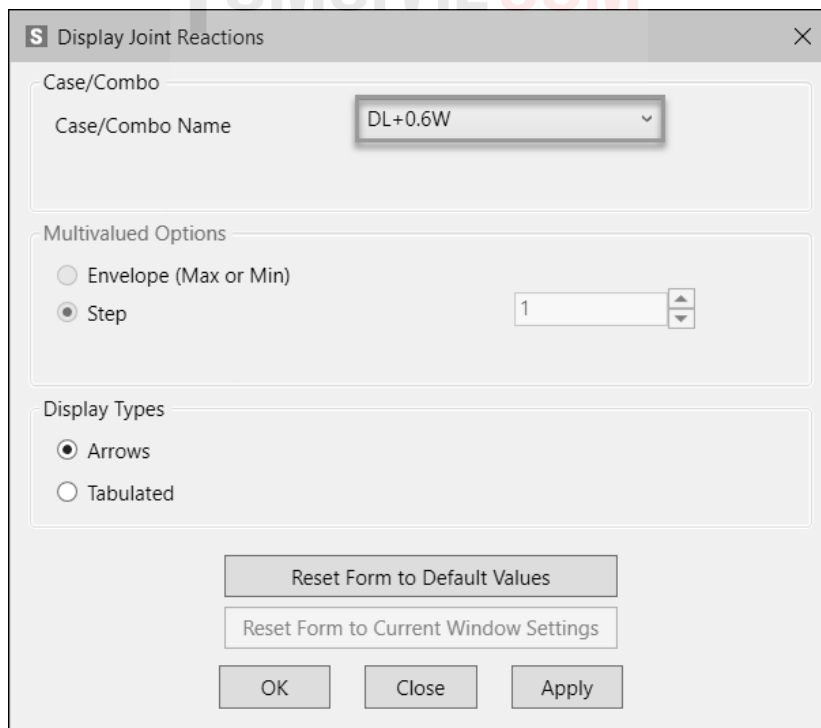 S Display Joint Reactions
Case/Combo
Case/Combo Name DL+0.6W
Multivalued Options
Envelope (Max or Min)
Step 1
Display Types
Arrows
Tabulated
Reset Form to Default Values
Reset Form to Current Window Settings
OK Close Apply